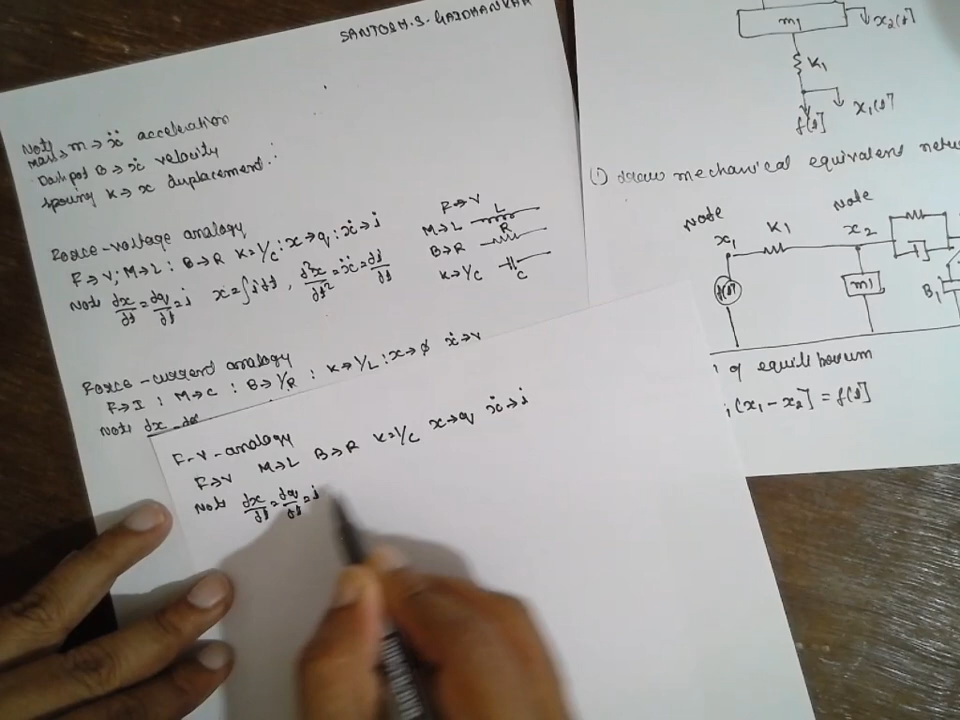 SANTOSH.S. GAIDHANKAR
Note
Mass → m → ẍ acceleration
Dashpot B → ẋ velocity
Spring K → x displacement
Force-voltage analogy
F → V ; M → L : B → R K = 1/C : x → q : ẋ → i
Note dx/dt = dq/dt = i x = ∫i dt , d²x/dt² = ẍ = di/dt
F → V
M → L L
B → R R
K → 1/C C
Force-current analogy
F → I : M → C : B → 1/R : K → 1/L : x → φ ẋ → v
Note dx
F-V-analogy
F → V M → L B → R K = 1/C x → q ẋ → i
Note dx/dt = dq/dt = i
m1
x2(t)
K1
x1(t)
f(t)
(1) draw mechanical equivalent netw
Node Node
x1 K1 x2
f(t) m1 B1
of equilibrium
(x1 - x2] = f(t)